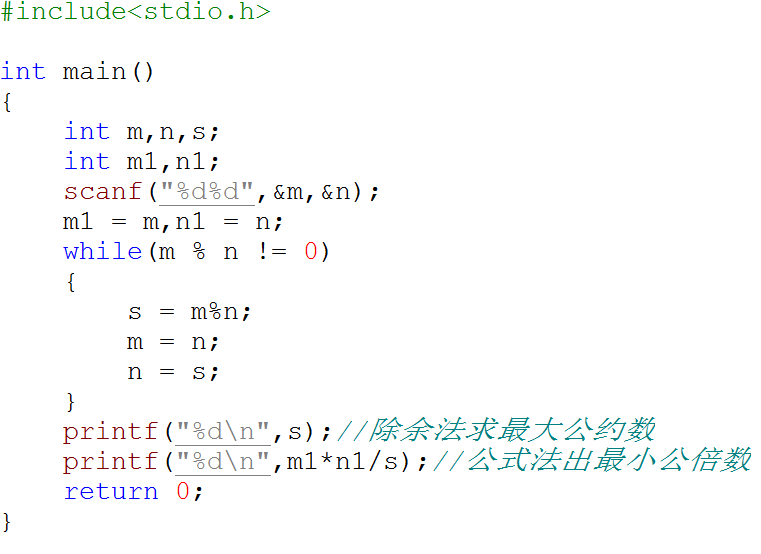 #include<stdio.h>
int main()
{
int m,n,s;
int m1,n1;
scanf("%d%d",&m,&n);
m1 = m,n1 = n;
while(m % n != 0)
{
s = m%n;
m = n;
n = s;
}
printf("%d\n",s);//除余法求最大公约数
printf("%d\n",m1*n1/s);//公式法出最小公倍数
return 0;
}